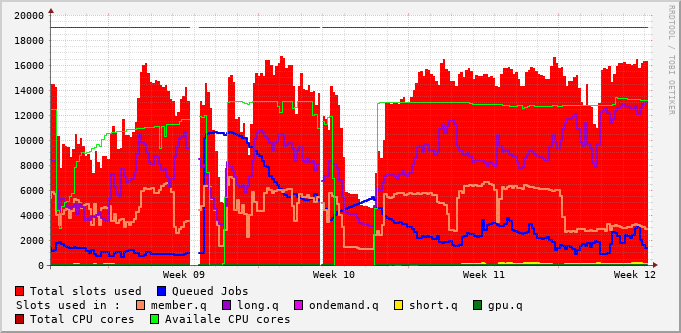 20000
18000
16000
14000
12000
10000
8000
6000
4000
2000
0
Week 09 Week 10 Week 11 Week 12
Total slots used Queued Jobs
Slots used in : member.q long.q ondemand.q short.q gpu.q
Total CPU cores Availale CPU cores
RRDTOOL / TOBI OETIKER